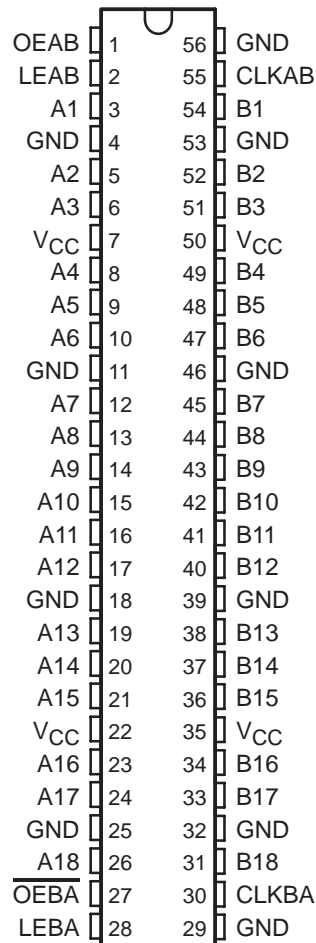 OEAB 1 56 GND
LEAB 2 55 CLKAB
A1 3 54 B1
GND 4 53 GND
A2 5 52 B2
A3 6 51 B3
VCC 7 50 VCC
A4 8 49 B4
A5 9 48 B5
A6 10 47 B6
GND 11 46 GND
A7 12 45 B7
A8 13 44 B8
A9 14 43 B9
A10 15 42 B10
A11 16 41 B11
A12 17 40 B12
GND 18 39 GND
A13 19 38 B13
A14 20 37 B14
A15 21 36 B15
VCC 22 35 VCC
A16 23 34 B16
A17 24 33 B17
GND 25 32 GND
A18 26 31 B18
OEBA 27 30 CLKBA
LEBA 28 29 GND